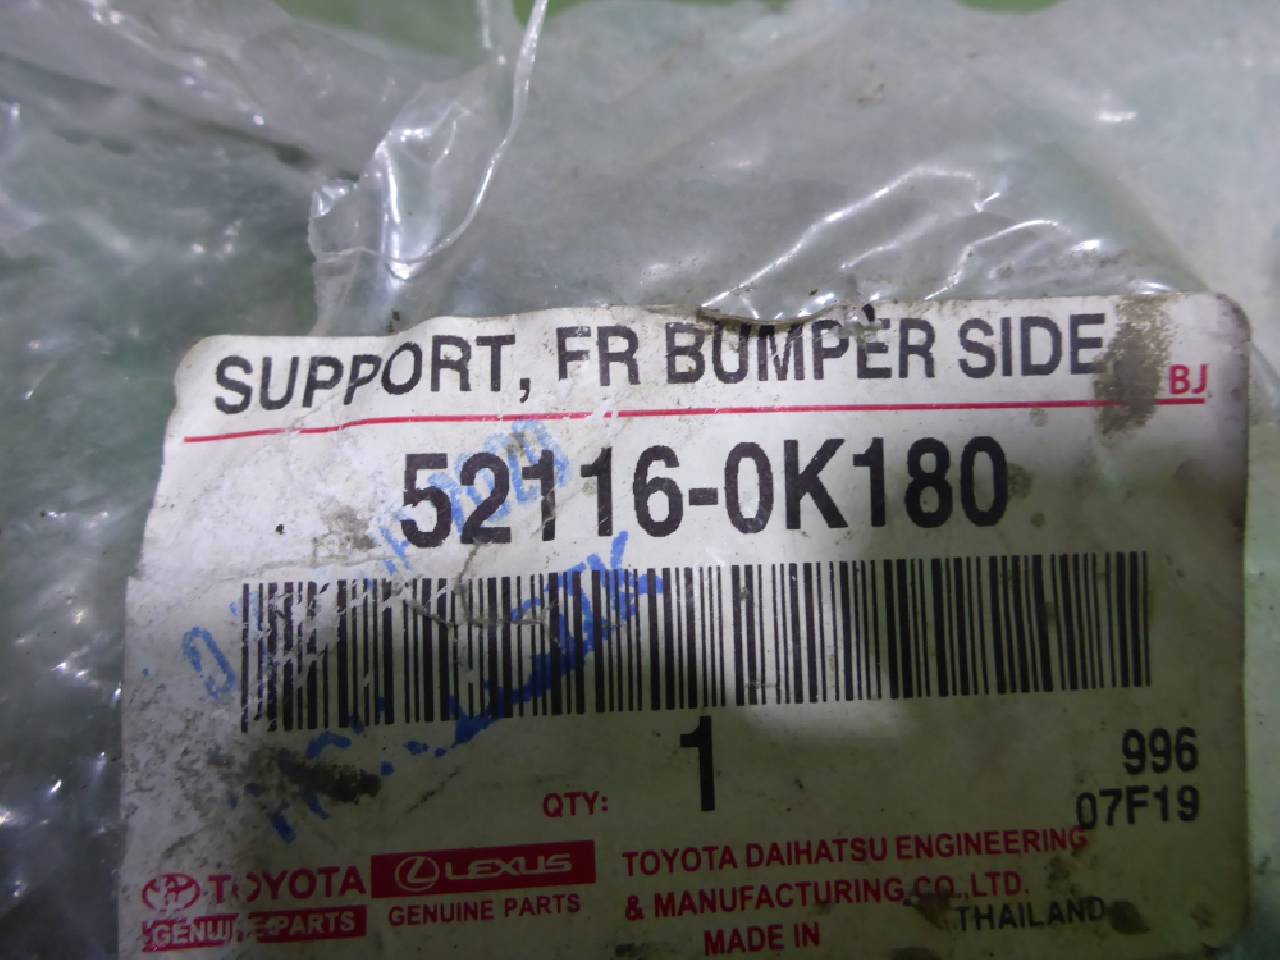 SUPPORT, FR BUMPER SIDE
BJ
52116-0K180
1
QTY:
996
07F19
TOYOTA
GENUINE PARTS
LEXUS
GENUINE PARTS
TOYOTA DAIHATSU ENGINEERING
& MANUFACTURING CO., LTD.
MADE IN THAILAND